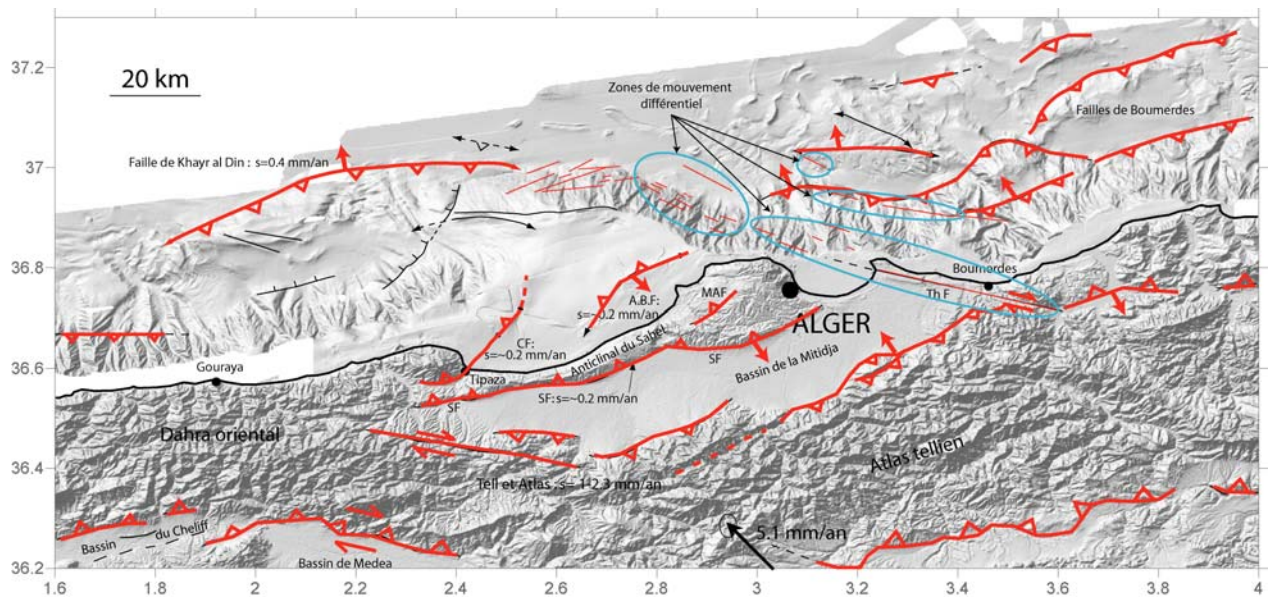 37.2
37
36.8
36.6
36.4
36.2
20 km
Zones de mouvement
différentiel
Failles de Boumerdes
Faille de Khayr al Din : s=0.4 mm/an
Boumerdes
Th F
MAF
A.B.F:
s=~0.2 mm/an
ALGER
CF:
s=~0.2 mm/an
Anticlinal du Sahel
SF
Bassin de la Mitidja
Gouraya
Tipaza
SF
SF: s=~0.2 mm/an
Dahra oriental
Atlas tellien
Tell et Atlas : s= 1-2.3 mm/an
Bassin du Cheliff
5.1 mm/an
Bassin de Medea
1.6 1.8 2 2.2 2.4 2.6 2.8 3 3.2 3.4 3.6 3.8 4